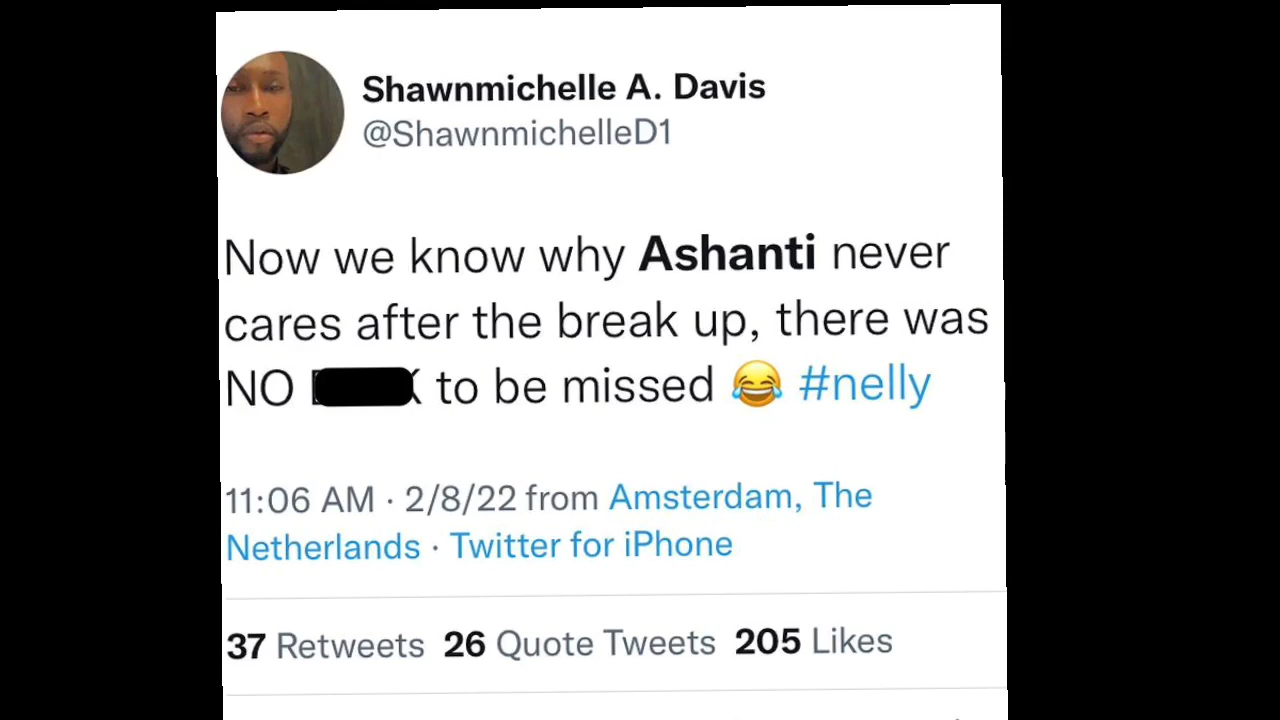 Shawnmichelle A. Davis
@ShawnmichelleD1
Now we know why Ashanti never
cares after the break up, there was
NO to be missed 😂 #nelly
11:06 AM · 2/8/22 from Amsterdam, The
Netherlands · Twitter for iPhone
37 Retweets 26 Quote Tweets 205 Likes